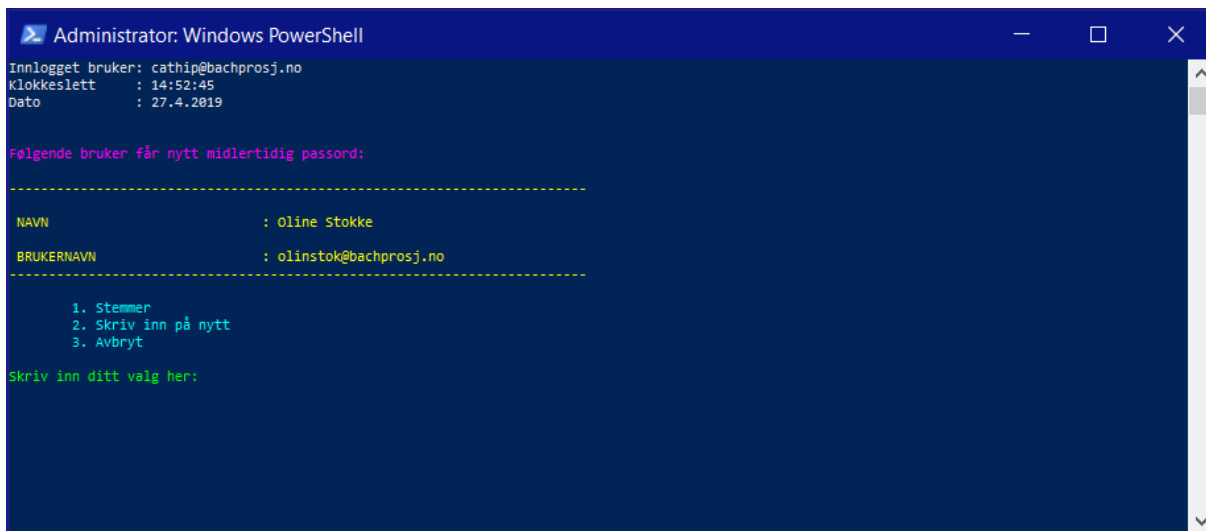 Administrator: Windows PowerShell
Innlogget bruker: cathip@bachprosj.no
Klokkeslett : 14:52:45
Dato : 27.4.2019
Følgende bruker får nytt midlertidig passord:
------------------------------------------------------------------------
NAVN : Oline Stokke
BRUKERNAVN : olinstok@bachprosj.no
------------------------------------------------------------------------
1. Stemmer
2. Skriv inn på nytt
3. Avbryt
Skriv inn ditt valg her: